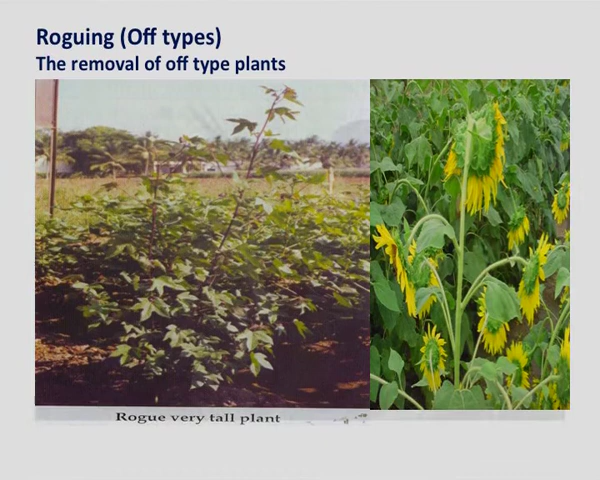 Roguing (Off types)
The removal of off type plants
Rogue very tall plant